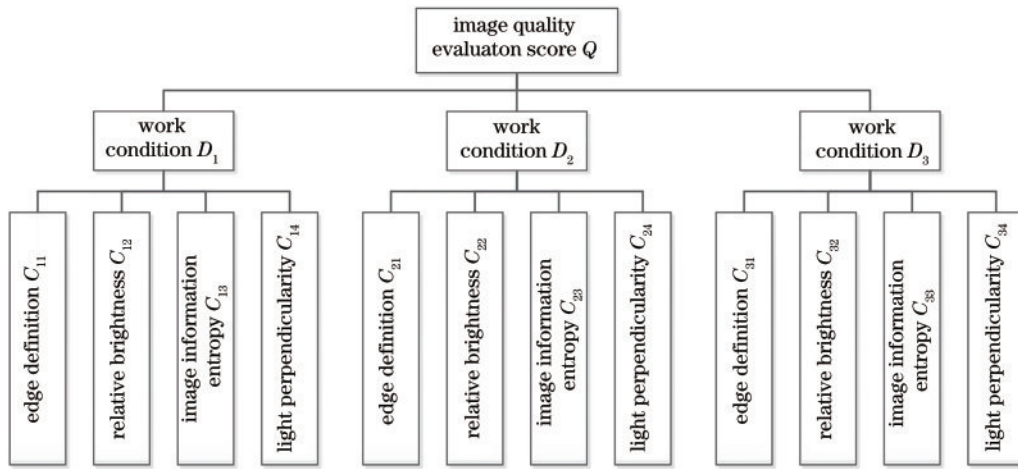 image quality
evaluaton score Q
work
condition D₁
work
condition D₂
work
condition D₃
edge definition C₁₁
relative brightness C₁₂
image information
entropy C₁₃
light perpendicularity C₁₄
edge definition C₂₁
relative brightness C₂₂
image information
entropy C₂₃
light perpendicularity C₂₄
edge definition C₃₁
relative brightness C₃₂
image information
entropy C₃₃
light perpendicularity C₃₄